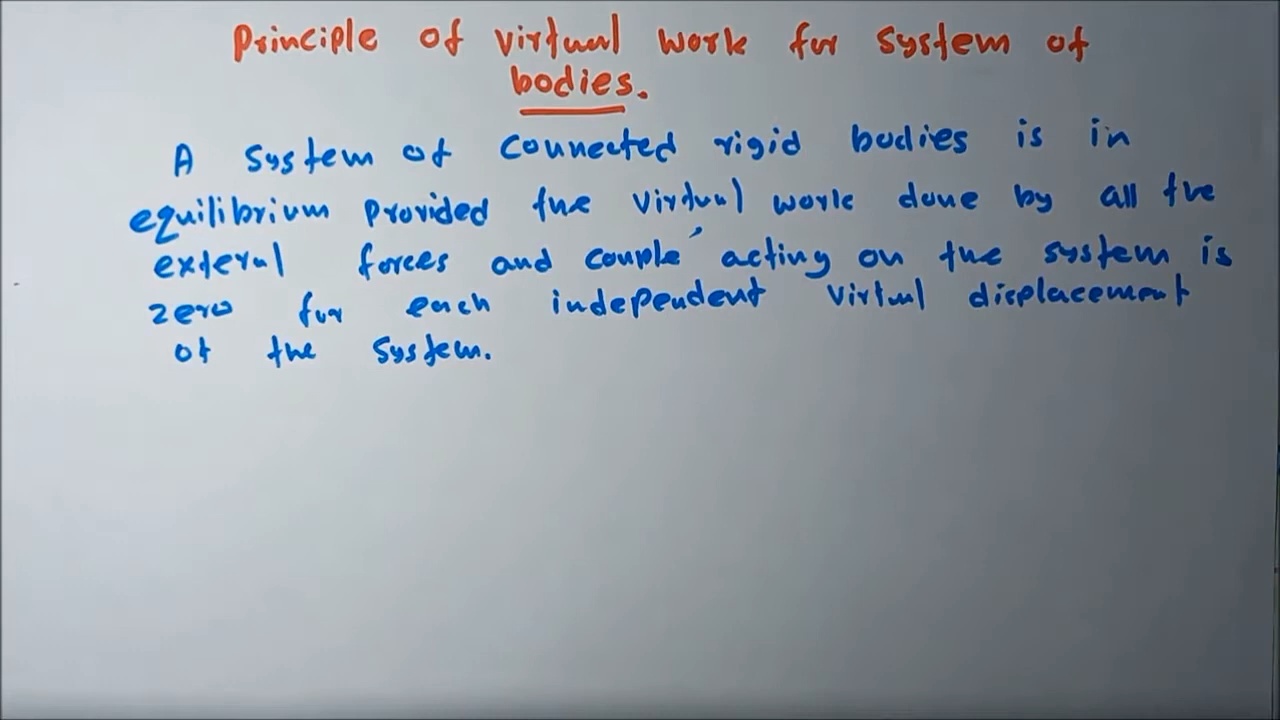 Principle of virtual work for system of
bodies.
A system of connected rigid bodies is in
equilibrium provided the virtual work done by all the
external forces and couple acting on the system is
zero for each independent virtual displacement
of the system.